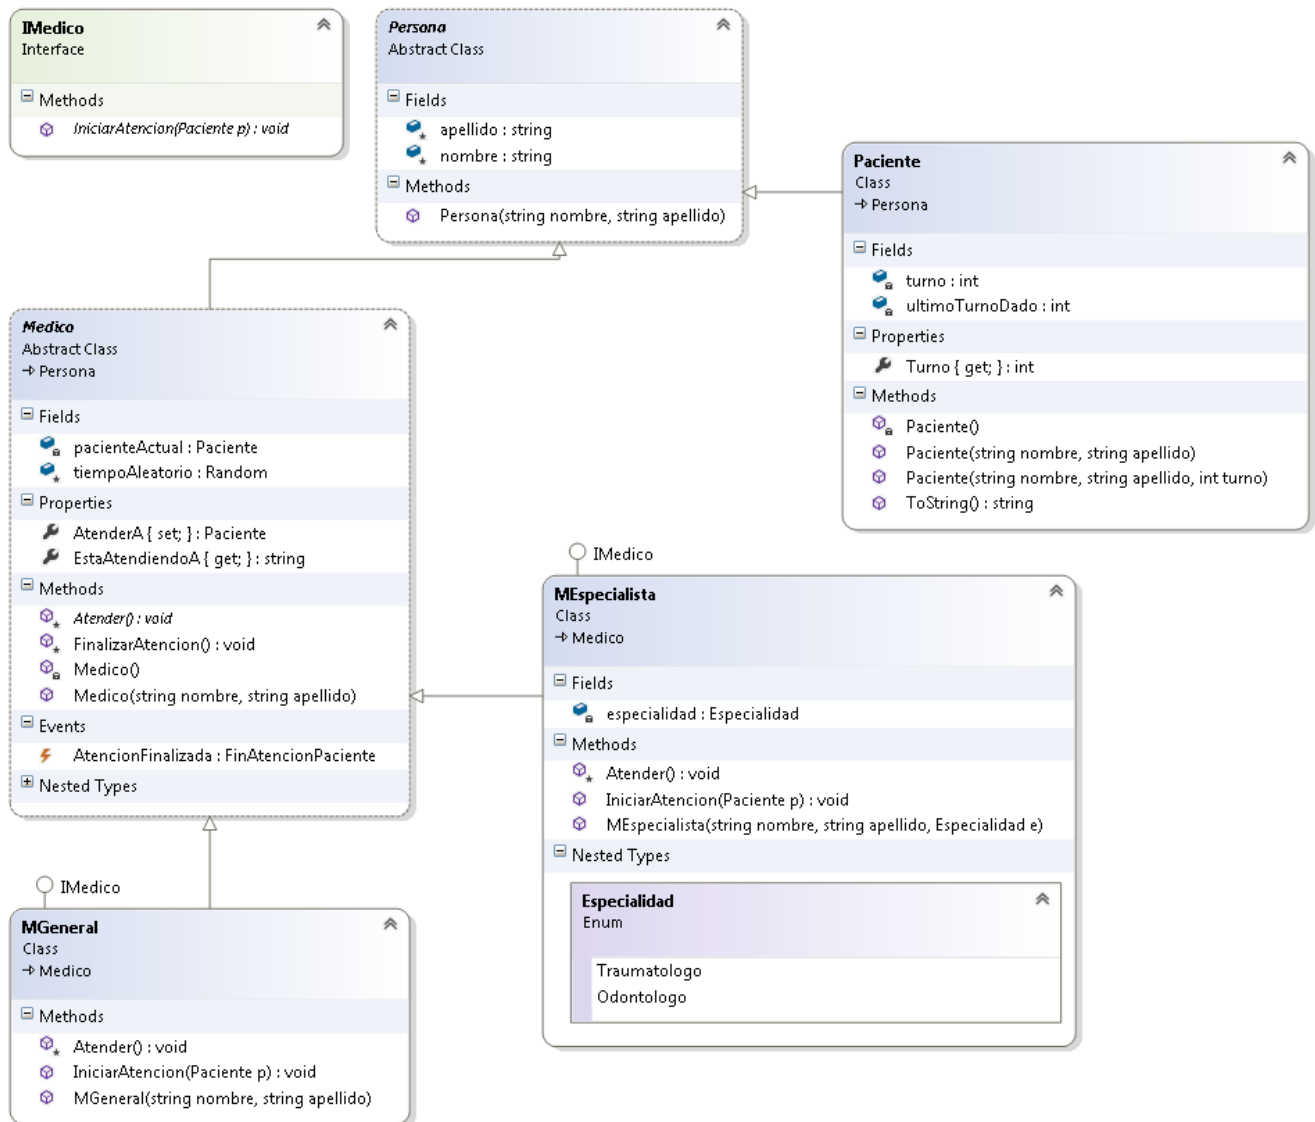 IMedico
Interface
Methods
IniciarAtencion(Paciente p) : void
Persona
Abstract Class
Fields
apellido : string
nombre : string
Methods
Persona(string nombre, string apellido)
Paciente
Class
Persona
Fields
turno : int
ultimoTurnoDado : int
Properties
Turno { get; } : int
Methods
Paciente()
Paciente(string nombre, string apellido)
Paciente(string nombre, string apellido, int turno)
ToString() : string
Medico
Abstract Class
Persona
Fields
pacienteActual : Paciente
tiempoAleatorio : Random
Properties
AtenderA { set; } : Paciente
EstaAtendiendoA { get; } : string
Methods
Atender() : void
FinalizarAtencion() : void
Medico()
Medico(string nombre, string apellido)
Events
AtencionFinalizada : FinAtencionPaciente
Nested Types
IMedico
MEspecialista
Class
Medico
Fields
especialidad : Especialidad
Methods
Atender() : void
IniciarAtencion(Paciente p) : void
MEspecialista(string nombre, string apellido, Especialidad e)
Nested Types
Especialidad
Enum
Traumatologo
Odontologo
IMedico
MGeneral
Class
Medico
Methods
Atender() : void
IniciarAtencion(Paciente p) : void
MGeneral(string nombre, string apellido)